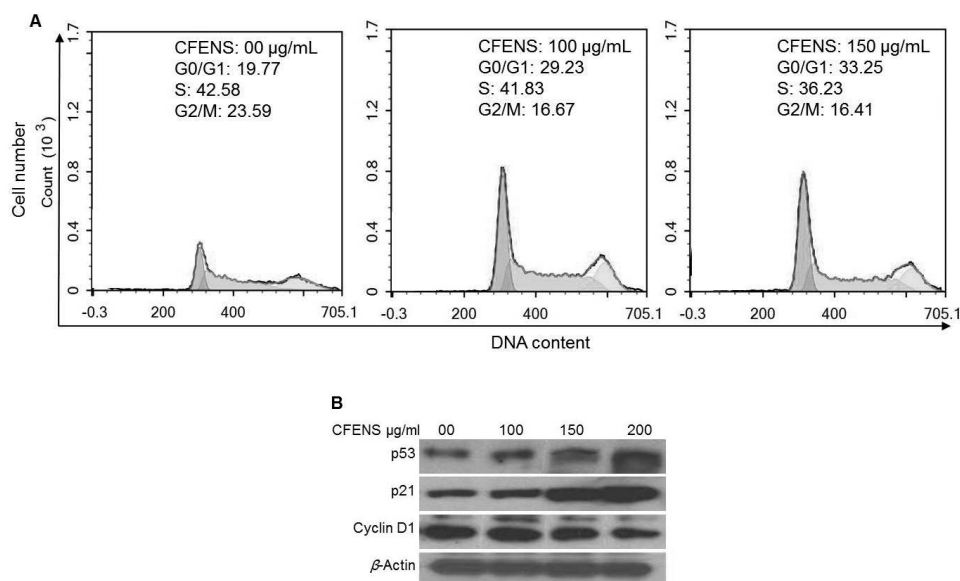 A
CFENS: 00 µg/mL
G0/G1: 19.77
S: 42.58
G2/M: 23.59
CFENS: 100 µg/mL
G0/G1: 29.23
S: 41.83
G2/M: 16.67
CFENS: 150 µg/mL
G0/G1: 33.25
S: 36.23
G2/M: 16.41
Cell number
Count (10 3)
1.7
1.2
0.8
0.4
0
1.7
1.2
0.8
0.4
0
1.7
1.2
0.8
0.4
0
-0.3 200 400 705.1
-0.3 200 400 705.1
-0.3 200 400 705.1
DNA content
B
CFENS µg/ml 00 100 150 200
p53
p21
Cyclin D1
β-Actin